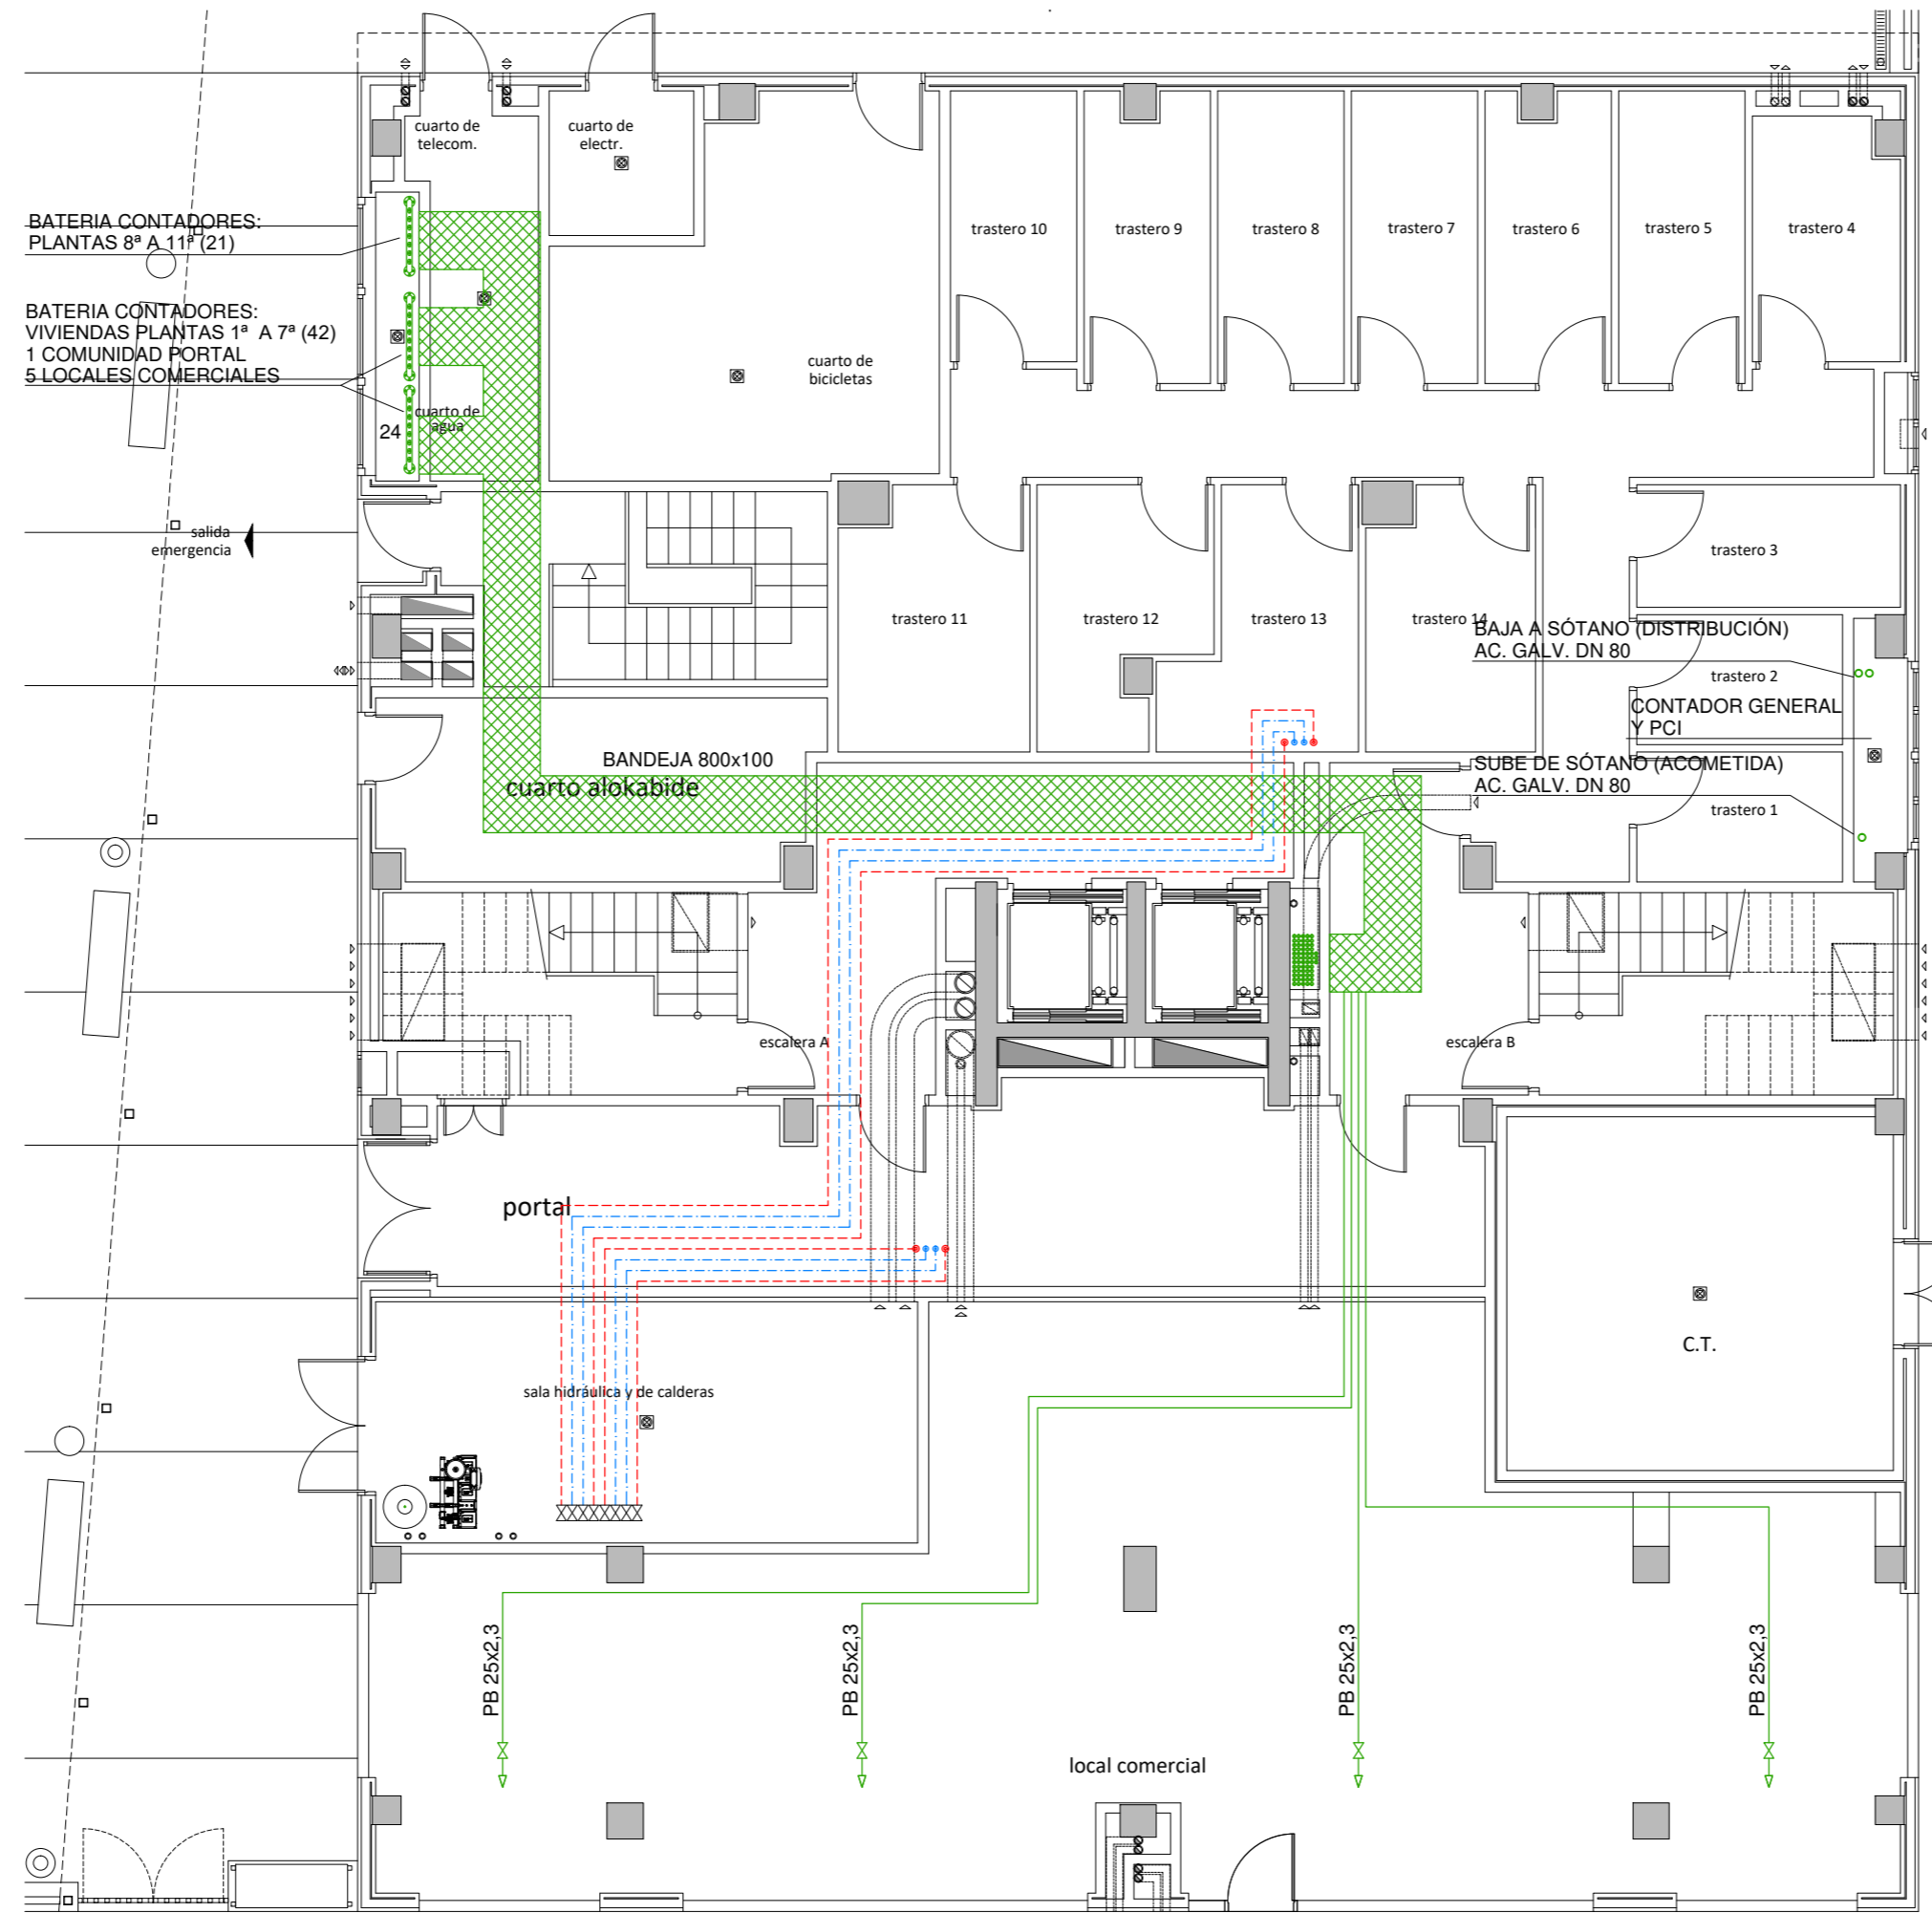 cuarto de
telecom.
cuarto de
electr.
BATERIA CONTADORES:
PLANTAS 8ª A 11ª (21)
trastero 10
trastero 9
trastero 8
trastero 7
trastero 6
trastero 5
trastero 4
BATERIA CONTADORES:
VIVIENDAS PLANTAS 1ª A 7ª (42)
1 COMUNIDAD PORTAL
5 LOCALES COMERCIALES
cuarto de
bicicletas
cuarto de
agua
24
salida
emergencia
trastero 3
trastero 11
trastero 12
trastero 13
trastero 14
BAJA A SÓTANO (DISTRIBUCIÓN)
AC. GALV. DN 80
trastero 2
CONTADOR GENERAL
Y PCI
BANDEJA 800x100
cuarto alokabide
SUBE DE SÓTANO (ACOMETIDA)
AC. GALV. DN 80
trastero 1
escalera A
escalera B
portal
C.T.
sala hidráulica y de calderas
PB 25x2,3
PB 25x2,3
PB 25x2,3
PB 25x2,3
local comercial